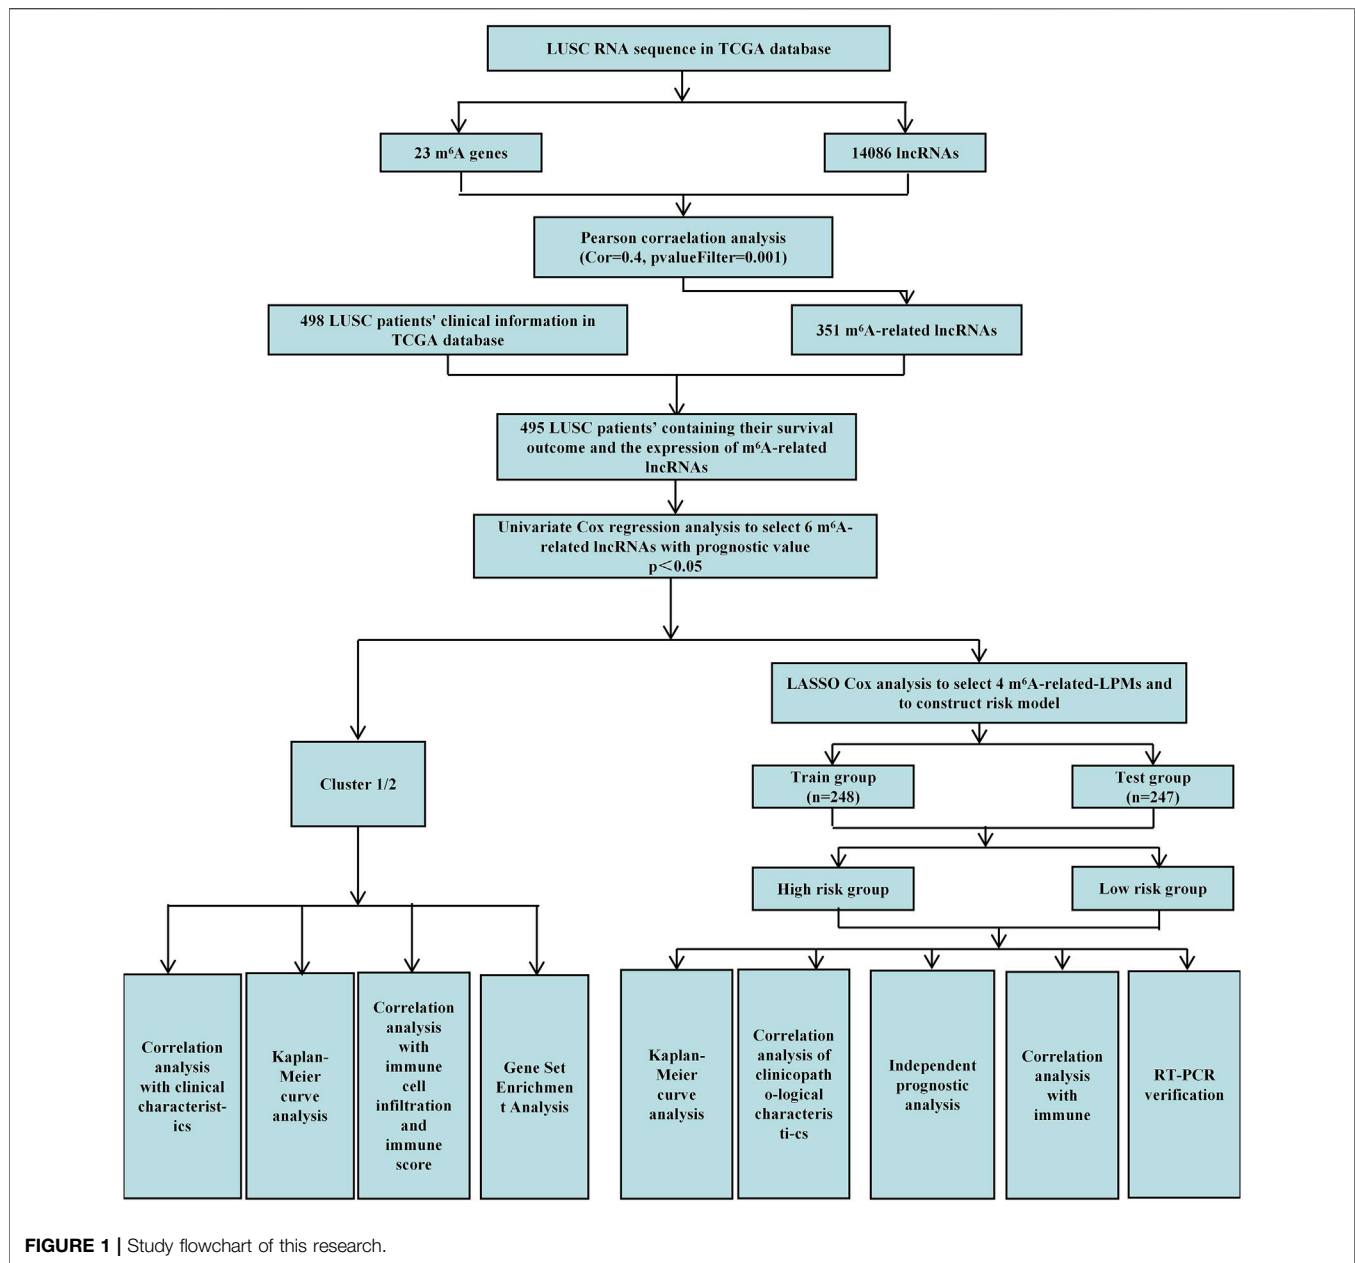 LUSC RNA sequence in TCGA database
23 m⁶A genes
14086 lncRNAs
Pearson corraelation analysis
(Cor=0.4, pvalueFilter=0.001)
498 LUSC patients' clinical information in
TCGA database
351 m⁶A-related lncRNAs
495 LUSC patients’ containing their survival
outcome and the expression of m⁶A-related
lncRNAs
Univariate Cox regression analysis to select 6 m⁶A-
related lncRNAs with prognostic value
p＜0.05
LASSO Cox analysis to select 4 m⁶A-related-LPMs and
to construct risk model
Cluster 1/2
Train group
(n=248)
Test group
(n=247)
High risk group
Low risk group
Correlation
analysis
with clinical
characterist-
ics
Kaplan-
Meier
curve
analysis
Correlation
analysis
with
immune
cell
infiltration
and
immune
score
Gene Set
Enrichmen
t Analysis
Kaplan-
Meier
curve
analysis
Correlation
analysis of
clinicopath
o-logical
characteris
ti-cs
Independent
prognostic
analysis
Correlation
analysis
with
immune
RT-PCR
verification
FIGURE 1 | Study flowchart of this research.